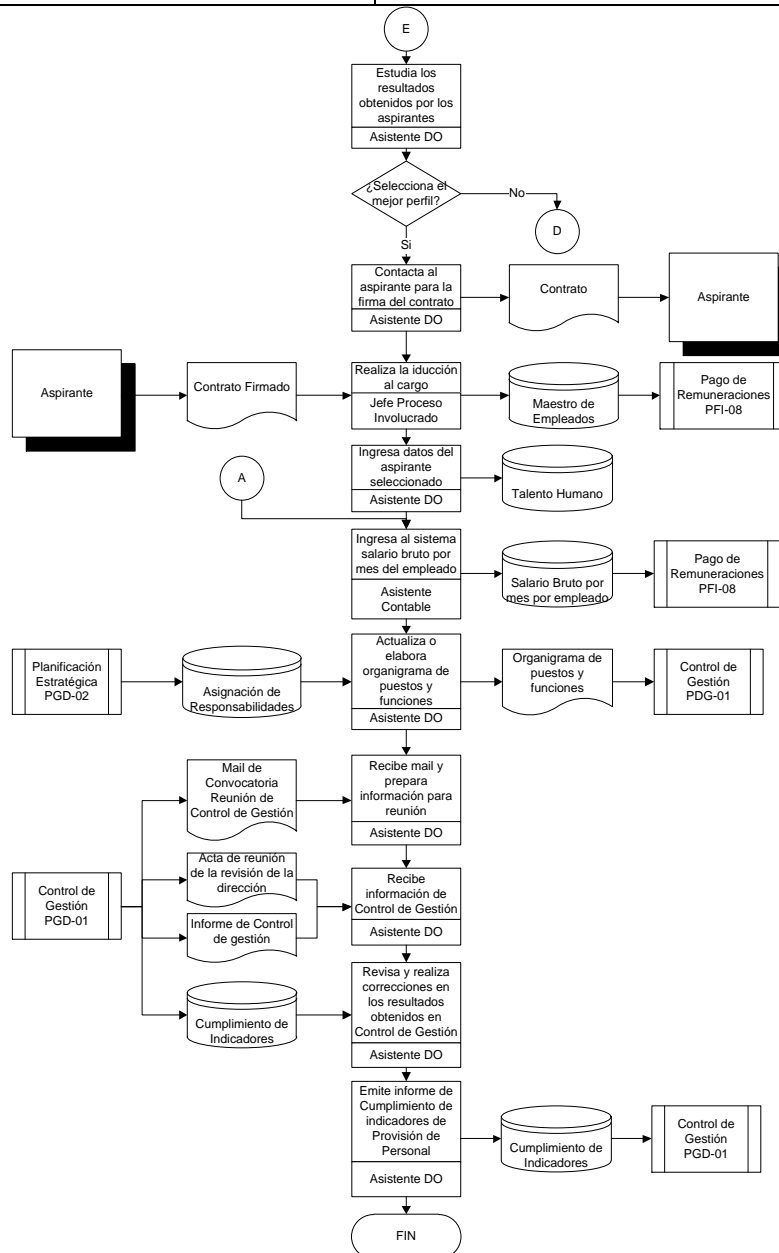 E
Estudia los
resultados
obtenidos por los
aspirantes
Asistente DO
¿Selecciona el
mejor perfil?
No
D
Si
Contacta al
aspirante para la
firma del contrato
Asistente DO
Contrato
Aspirante
Aspirante
Contrato Firmado
Realiza la iducción
al cargo
Jefe Proceso
Involucrado
Maestro de
Empleados
Pago de
Remuneraciones
PFI-08
Ingresa datos del
aspirante
seleccionado
Asistente DO
Talento Humano
A
Ingresa al sistema
salario bruto por
mes del empleado
Asistente
Contable
Salario Bruto por
mes por empleado
Pago de
Remuneraciones
PFI-08
Planificación
Estratégica
PGD-02
Asignación de
Responsabilidades
Actualiza o
elabora
organigrama de
puestos y
funciones
Asistente DO
Organigrama de
puestos y
funciones
Control de
Gestión
PDG-01
Mail de
Convocatoria
Reunión de
Control de Gestión
Recibe mail y
prepara
información para
reunión
Asistente DO
Control de
Gestión
PGD-01
Acta de reunión
de la revisión de la
dirección
Informe de Control
de gestión
Recibe
información de
Control de Gestión
Asistente DO
Cumplimiento de
Indicadores
Revisa y realiza
correcciones en
los resultados
obtenidos en
Control de Gestión
Asistente DO
Emite informe de
Cumplimiento de
indicadores de
Provisión de
Personal
Asistente DO
Cumplimiento de
Indicadores
Control de
Gestión
PGD-01
FIN